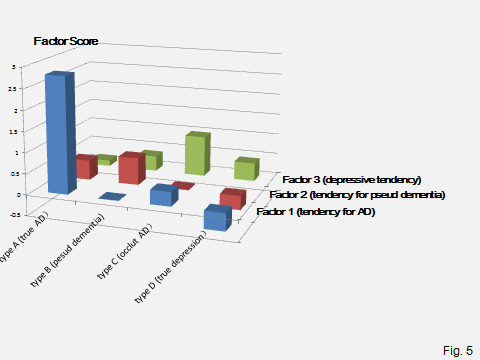 Factor Score
3
2.5
2
1.5
1
0.5
0
-0.5
Factor 3 (depressive tendency)
Factor 2 (tendency for pseud dementia)
Factor 1 (tendency for AD)
type A (true AD)
type B (pesud dementia)
type C (occlut AD)
type D (true depression)
Fig. 5